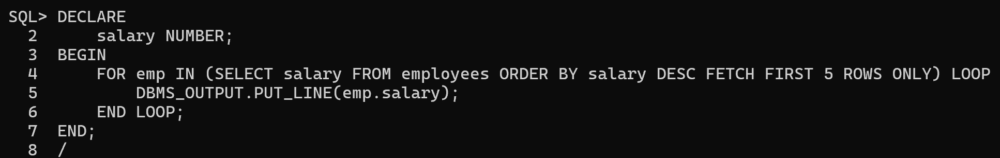 SQL> DECLARE
  2      salary NUMBER;
  3  BEGIN
  4      FOR emp IN (SELECT salary FROM employees ORDER BY salary DESC FETCH FIRST 5 ROWS ONLY) LOOP
  5          DBMS_OUTPUT.PUT_LINE(emp.salary);
  6      END LOOP;
  7  END;
  8  /